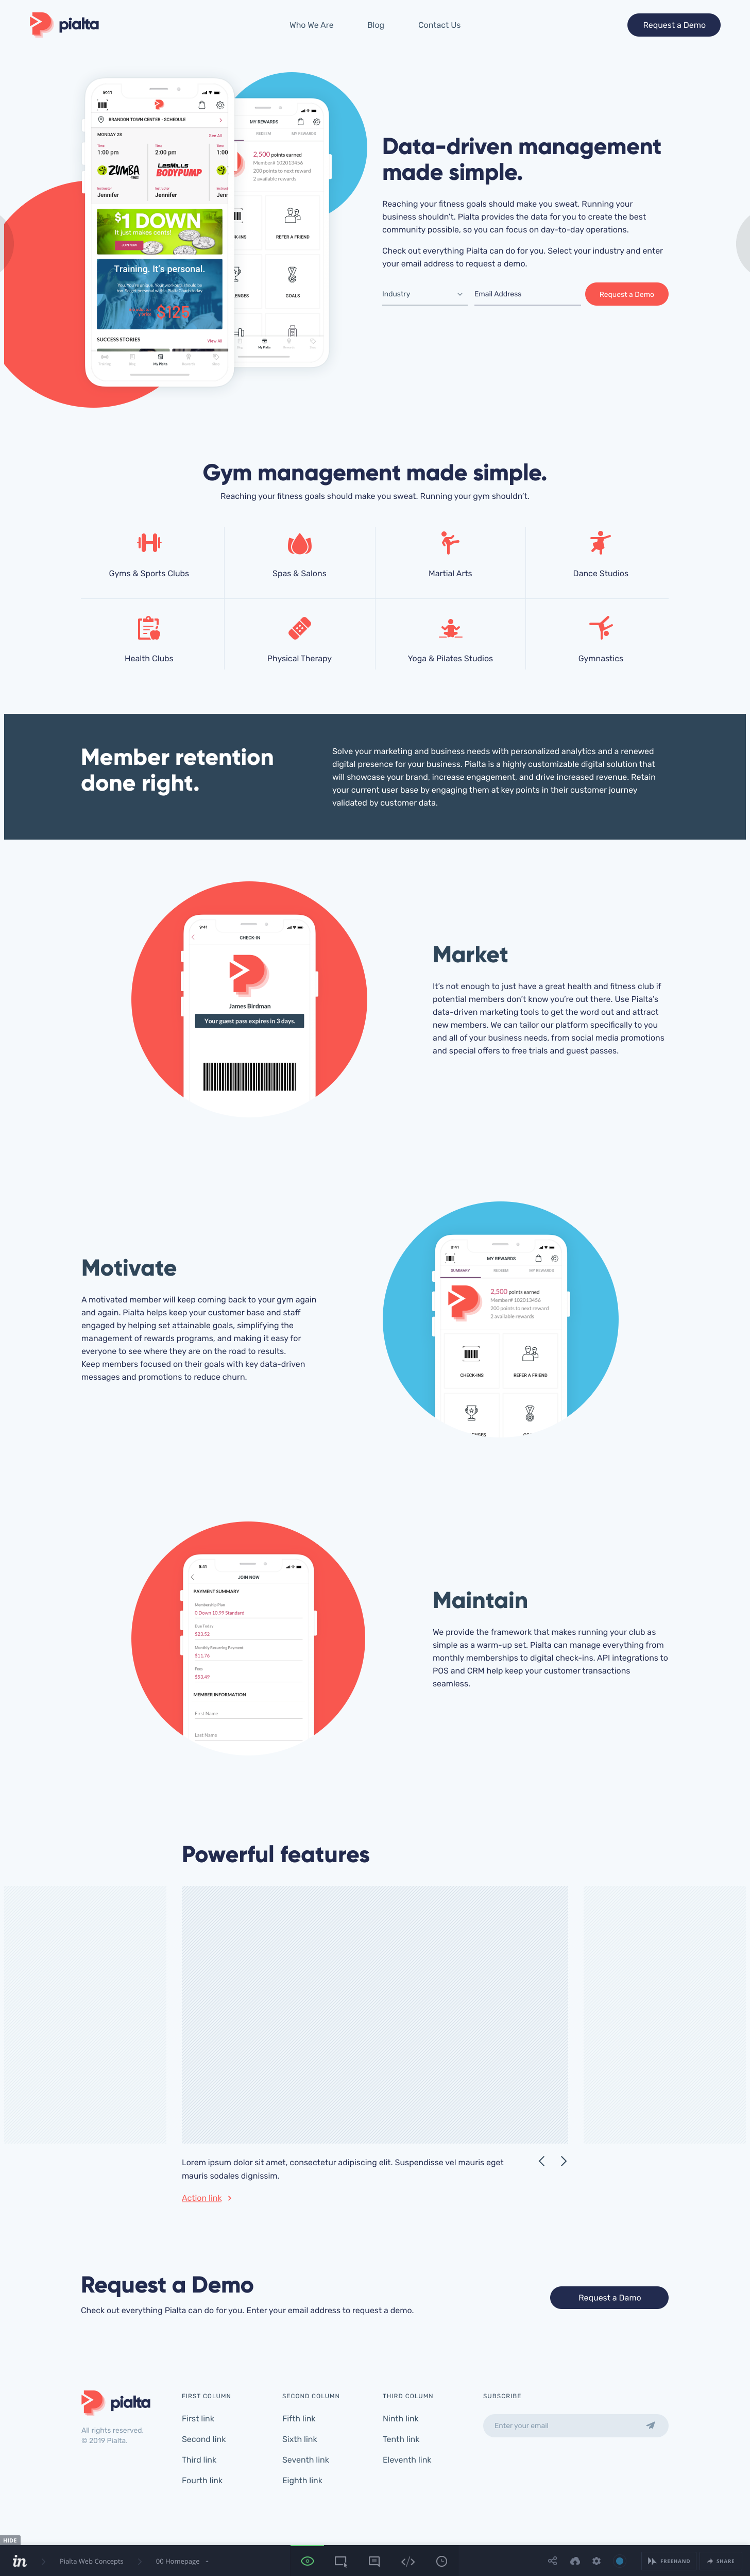 pialta
Who We Are
Blog
Contact Us
Request a Demo
9:41
BRANDON TOWN CENTER - SCHEDULE
MONDAY 28
See All
Time
Time
Time
1:00 pm
2:00 pm
1:00
ZUMBA
LesMills
BODYPUMP
Instructor
Instructor
Instructor
Jennifer
Jennifer
Jenn
$1 DOWN
It just makes cents!
JOIN NOW
Training. It's personal.
$125
SUCCESS STORIES
View All
My Pialta
MY REWARDS
REDEEM
MY REWARDS
2,500 points earned
Member# 102013456
200 points to next reward
2 available rewards
K-INS
REFER A FRIEND
ENGES
GOALS
My Pialta
Data-driven management
made simple.
Reaching your fitness goals should make you sweat. Running your
business shouldn't. Pialta provides the data for you to create the best
community possible, so you can focus on day-to-day operations.
Check out everything Pialta can do for you. Select your industry and enter
your email address to request a demo.
Industry
Email Address
Request a Demo
Gym management made simple.
Reaching your fitness goals should make you sweat. Running your gym shouldn't.
Gyms & Sports Clubs
Spas & Salons
Martial Arts
Dance Studios
Health Clubs
Physical Therapy
Yoga & Pilates Studios
Gymnastics
Member retention
done right.
Solve your marketing and business needs with personalized analytics and a renewed
digital presence for your business. Pialta is a highly customizable digital solution that
will showcase your brand, increase engagement, and drive increased revenue. Retain
your current user base by engaging them at key points in their customer journey
validated by customer data.
9:41
CHECK-IN
James Birdman
Your guest pass expires in 3 days.
Market
It's not enough to just have a great health and fitness club if
potential members don't know you're out there. Use Pialta's
data-driven marketing tools to get the word out and attract
new members. We can tailor our platform specifically to you
and all of your business needs, from social media promotions
and special offers to free trials and guest passes.
Motivate
A motivated member will keep coming back to your gym again
and again. Pialta helps keep your customer base and staff
engaged by helping set attainable goals, simplifying the
management of rewards programs, and making it easy for
everyone to see where they are on the road to results.
Keep members focused on their goals with key data-driven
messages and promotions to reduce churn.
9:41
MY REWARDS
SUMMARY
REDEEM
MY REWARDS
2,500 points earned
Member# 102013456
200 points to next reward
2 available rewards
CHECK-INS
REFER A FRIEND
9:41
JOIN NOW
PAYMENT SUMMARY
Membership Plan
0 Down 10.99 Standard
Due Today
$23.52
Monthly Recurring Payment
$11.76
Fees
$53.49
MEMBER INFORMATION
First Name
Last Name
Maintain
We provide the framework that makes running your club as
simple as a warm-up set. Pialta can manage everything from
monthly memberships to digital check-ins. API integrations to
POS and CRM help keep your customer transactions
seamless.
Powerful features
Lorem ipsum dolor sit amet, consectetur adipiscing elit. Suspendisse vel mauris eget
mauris sodales dignissim.
Action link
Request a Demo
Check out everything Pialta can do for you. Enter your email address to request a demo.
Request a Damo
pialta
All rights reserved.
© 2019 Pialta.
FIRST COLUMN
First link
Second link
Third link
Fourth link
SECOND COLUMN
Fifth link
Sixth link
Seventh link
Eighth link
THIRD COLUMN
Ninth link
Tenth link
Eleventh link
SUBSCRIBE
Enter your email
HIDE
in
Pialta Web Concepts
00 Homepage
FREEHAND
SHARE